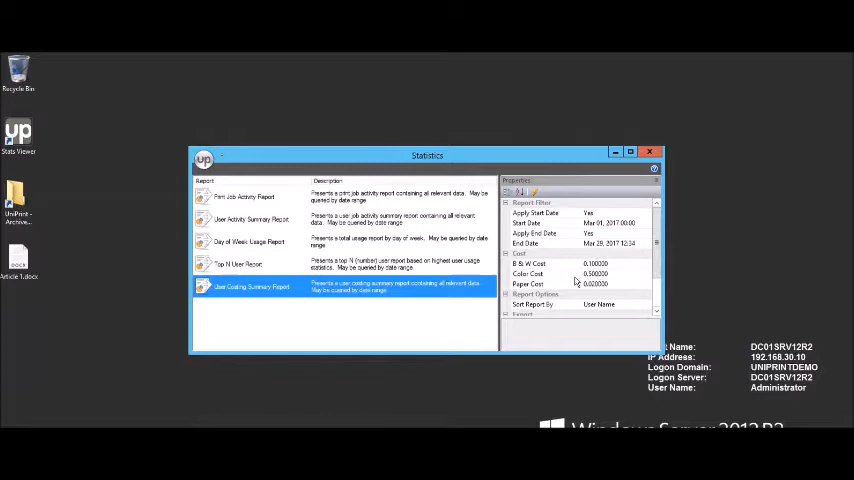 Recycle Bin
up
Stats Viewer
UniPrint -
Archive...
Article 1.docx
up
Statistics
Report
Description
Print Job Activity Report
Presents a print job activity report containing all relevant data. May be
queried by date range
User Activity Summary Report
Presents a user job activity summary report containing all relevant
data. May be queried by date range
Day of Week Usage Report
Presents a total usage report by day of week. May be queried by date
range
Top N User Report
Presents a top N (number) user report based on highest user usage
statistics. May be queried by date range
User Costing Summary Report
Presents a user costing summary report containing all relevant data.
May be queried by date range
Properties
Report Filter
Apply Start Date Yes
Start Date Mar 01, 2017 00:00
Apply End Date Yes
End Date Mar 29, 2017 12:34
Cost
B & W Cost 0.100000
Color Cost 0.500000
Paper Cost 0.020000
Report Options
Sort Report By User Name
Export
Name: DC01SRV12R2
IP Address: 192.168.30.10
Logon Domain: UNIPRINTDEMO
Logon Server: DC01SRV12R2
User Name: Administrator
Windows Server 2012 R2